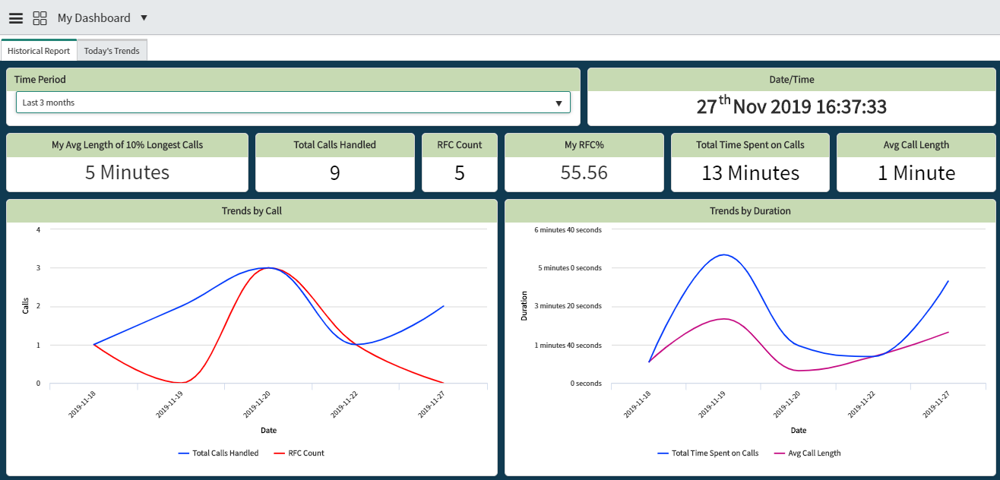 My Dashboard
Historical Report
Today's Trends
Time Period
Last 3 months
Date/Time
27th Nov 2019 16:37:33
My Avg Length of 10% Longest Calls
5 Minutes
Total Calls Handled
9
RFC Count
5
My RFC%
55.56
Total Time Spent on Calls
13 Minutes
Avg Call Length
1 Minute
Trends by Call
4
3
2
1
0
Calls
2019-11-18
2019-11-19
2019-11-20
2019-11-22
2019-11-27
Date
Total Calls Handled
RFC Count
Trends by Duration
6 minutes 40 seconds
5 minutes 0 seconds
3 minutes 20 seconds
1 minutes 40 seconds
0 seconds
Duration
2019-11-18
2019-11-19
2019-11-20
2019-11-22
2019-11-27
Date
Total Time Spent on Calls
Avg Call Length